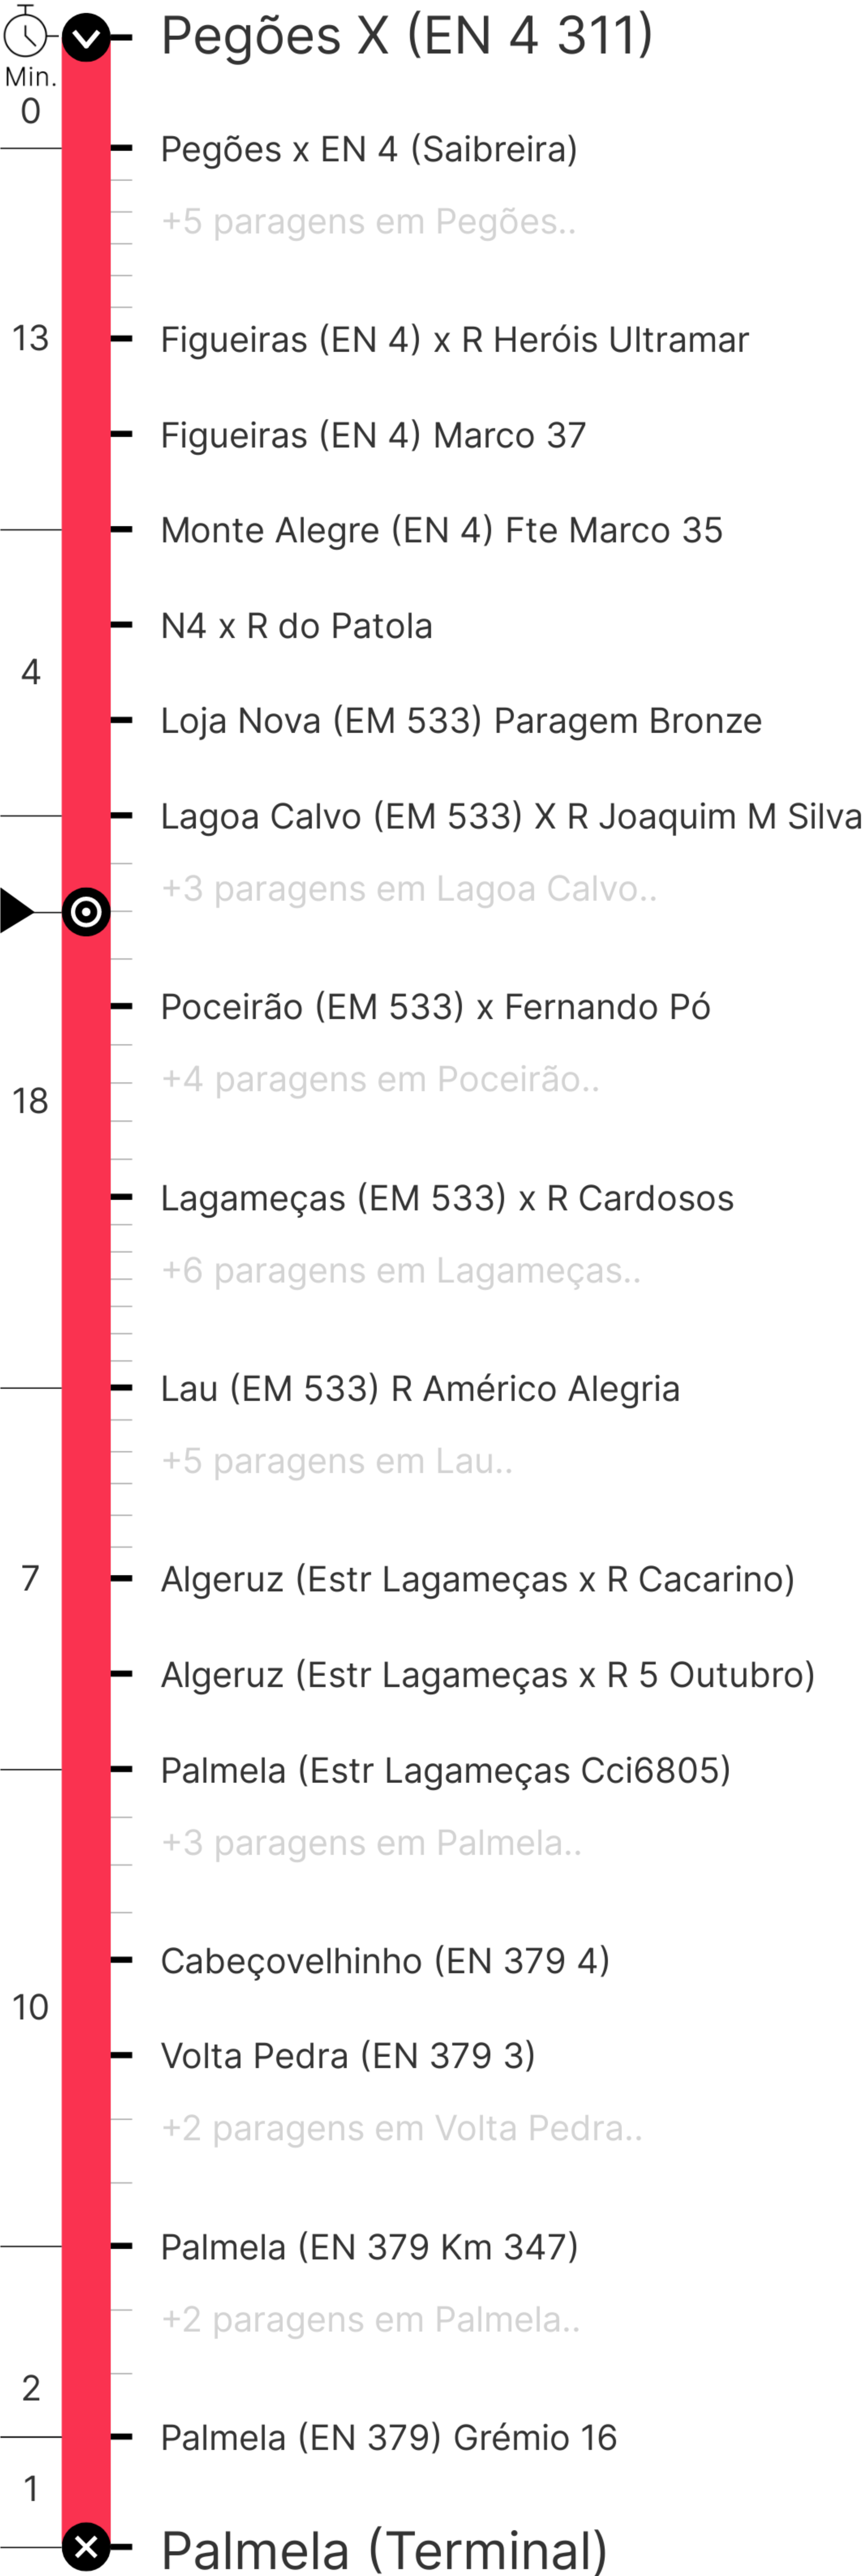 Pegões X (EN 4 311)
Min.
0
Pegões x EN 4 (Saibreira)
+5 paragens em Pegões..
13
Figueiras (EN 4) x R Heróis Ultramar
Figueiras (EN 4) Marco 37
Monte Alegre (EN 4) Fte Marco 35
N4 x R do Patola
4
Loja Nova (EM 533) Paragem Bronze
Lagoa Calvo (EM 533) X R Joaquim M Silva
+3 paragens em Lagoa Calvo..
Poceirão (EM 533) x Fernando Pó
+4 paragens em Poceirão..
18
Lagameças (EM 533) x R Cardosos
+6 paragens em Lagameças..
Lau (EM 533) R Américo Alegria
+5 paragens em Lau..
7
Algeruz (Estr Lagameças x R Cacarino)
Algeruz (Estr Lagameças x R 5 Outubro)
Palmela (Estr Lagameças Cci6805)
+3 paragens em Palmela..
Cabeçovelhinho (EN 379 4)
10
Volta Pedra (EN 379 3)
+2 paragens em Volta Pedra..
Palmela (EN 379 Km 347)
+2 paragens em Palmela..
2
Palmela (EN 379) Grémio 16
1
Palmela (Terminal)